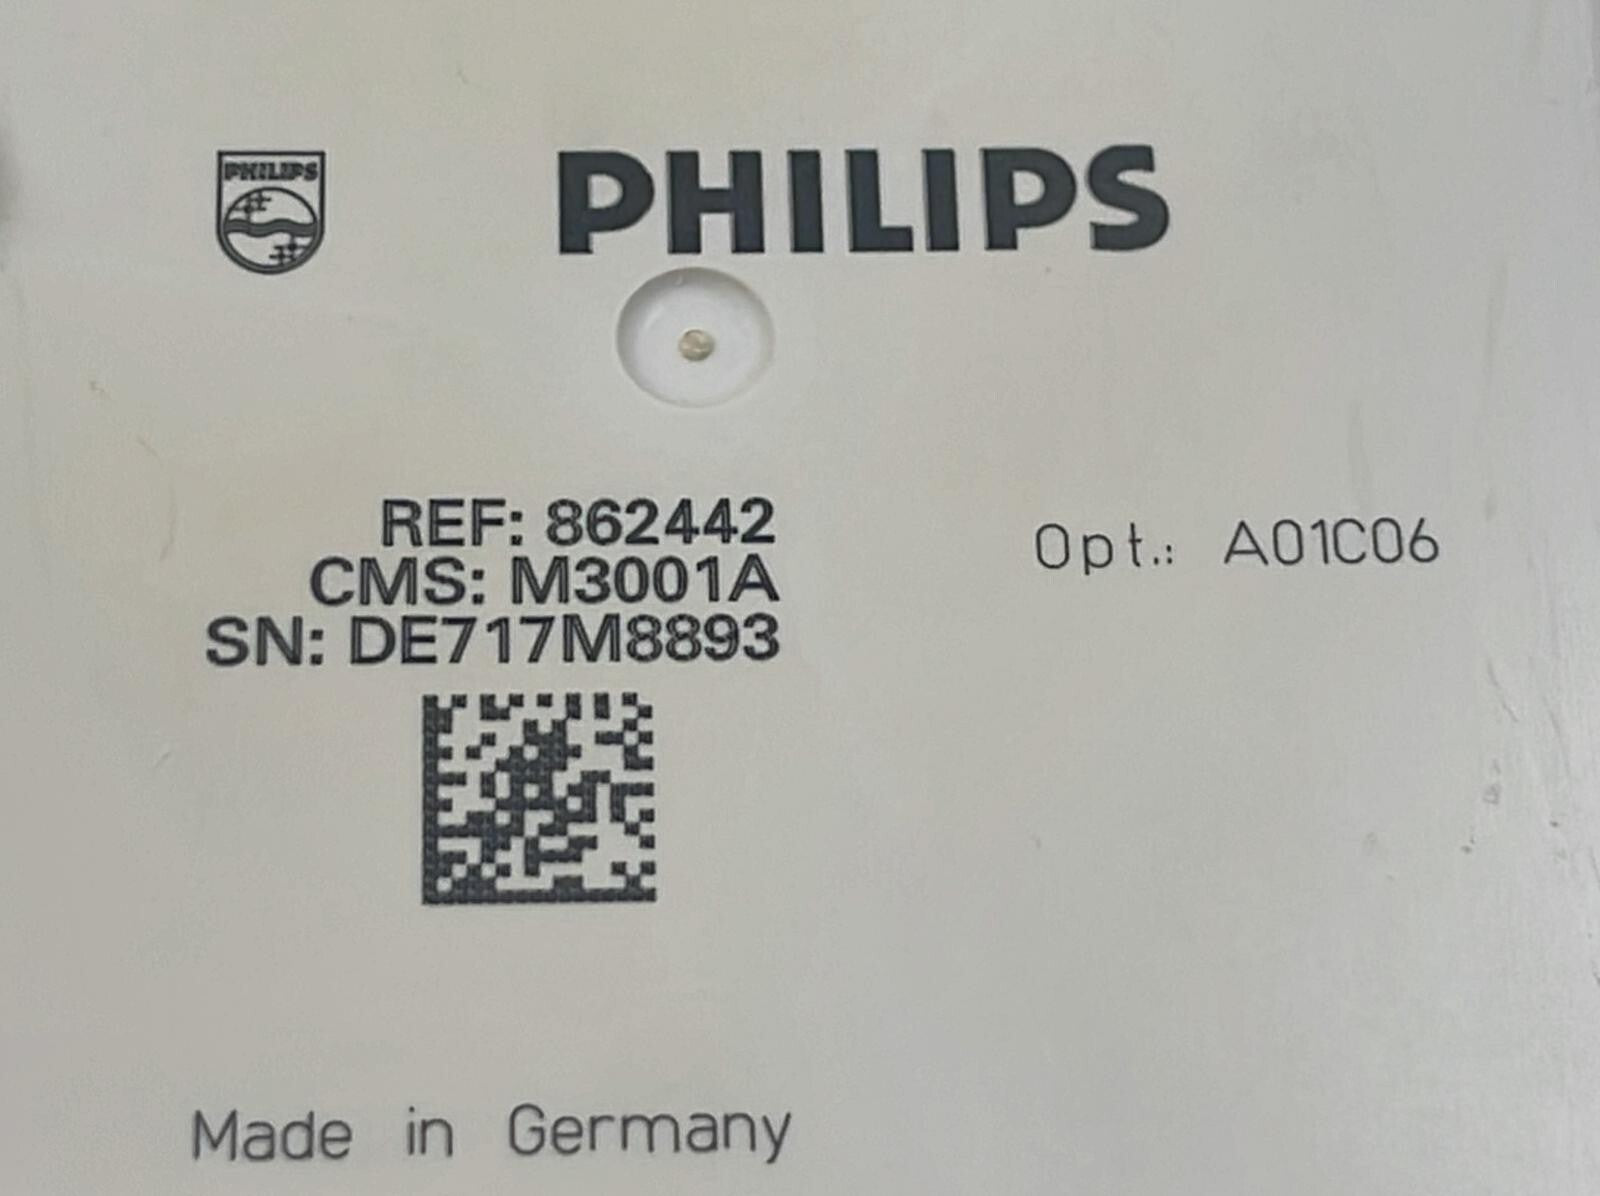 PHILIPS
PHILIPS
REF: 862442
CMS: M3001A
SN: DE717M8893
Opt.: A01C06
Made in Germany